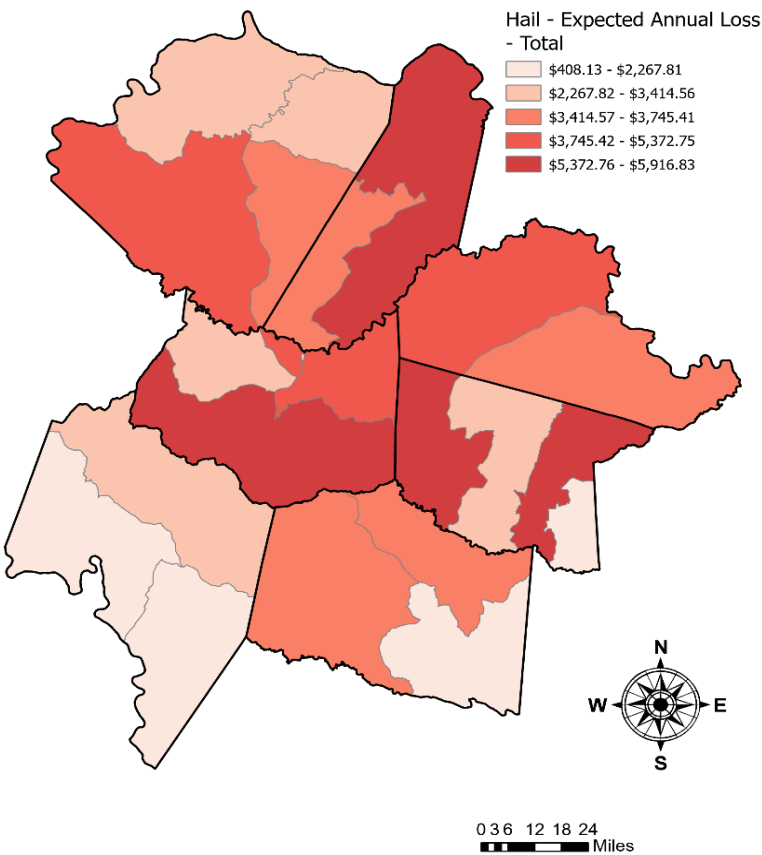 Hail - Expected Annual Loss
- Total
$408.13 - $2,267.81
$2,267.82 - $3,414.56
$3,414.57 - $3,745.41
$3,745.42 - $5,372.75
$5,372.76 - $5,916.83
N
W E
S
0 3 6 12 18 24
Miles